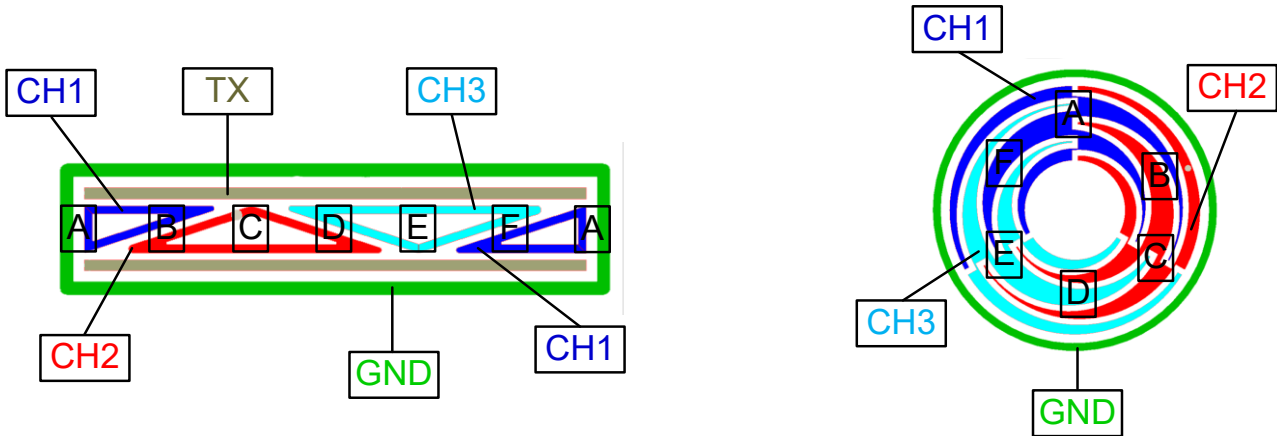 CH1
TX
CH3
A B C D E F A
CH2
GND
CH1
CH1
CH2
A
F
B
E
C
D
CH3
GND